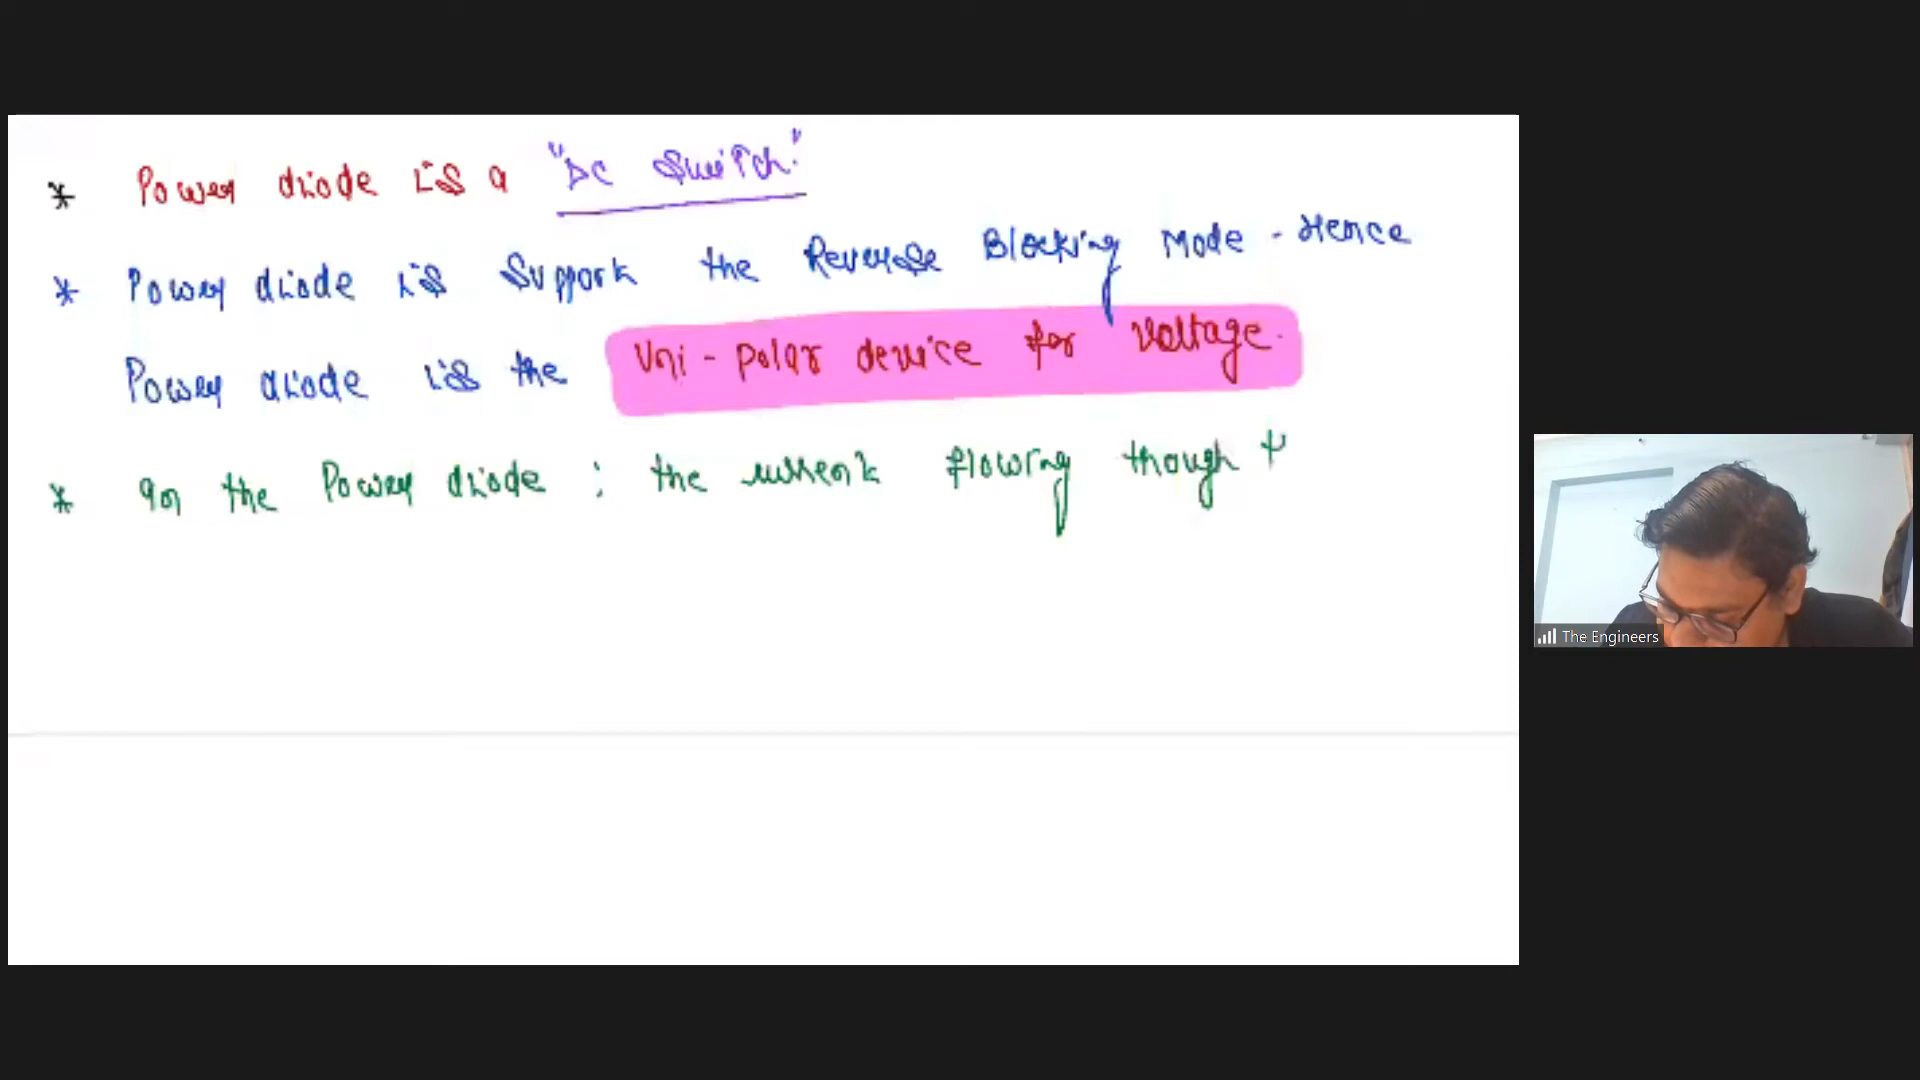 * Power diode is a "DC Switch."
* Power diode is support the Reverse Blocking Mode - Hence
Power diode is the Uni-polar device for voltage.
* In the Power diode : the current flowing though t
The Engineers